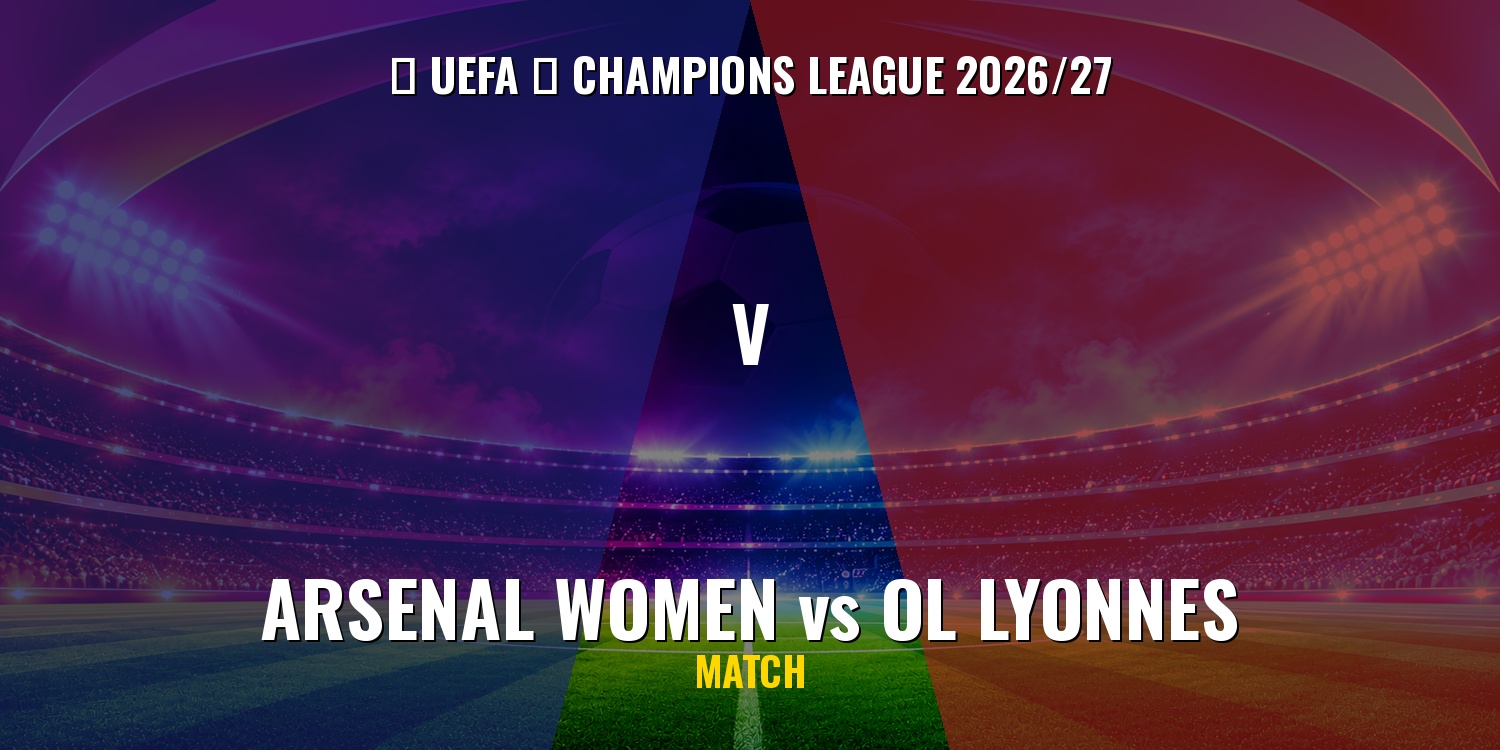 ▯ UEFA ▯ CHAMPIONS LEAGUE 2026/27
V
ARSENAL WOMEN vs OL LYONNES
MATCH